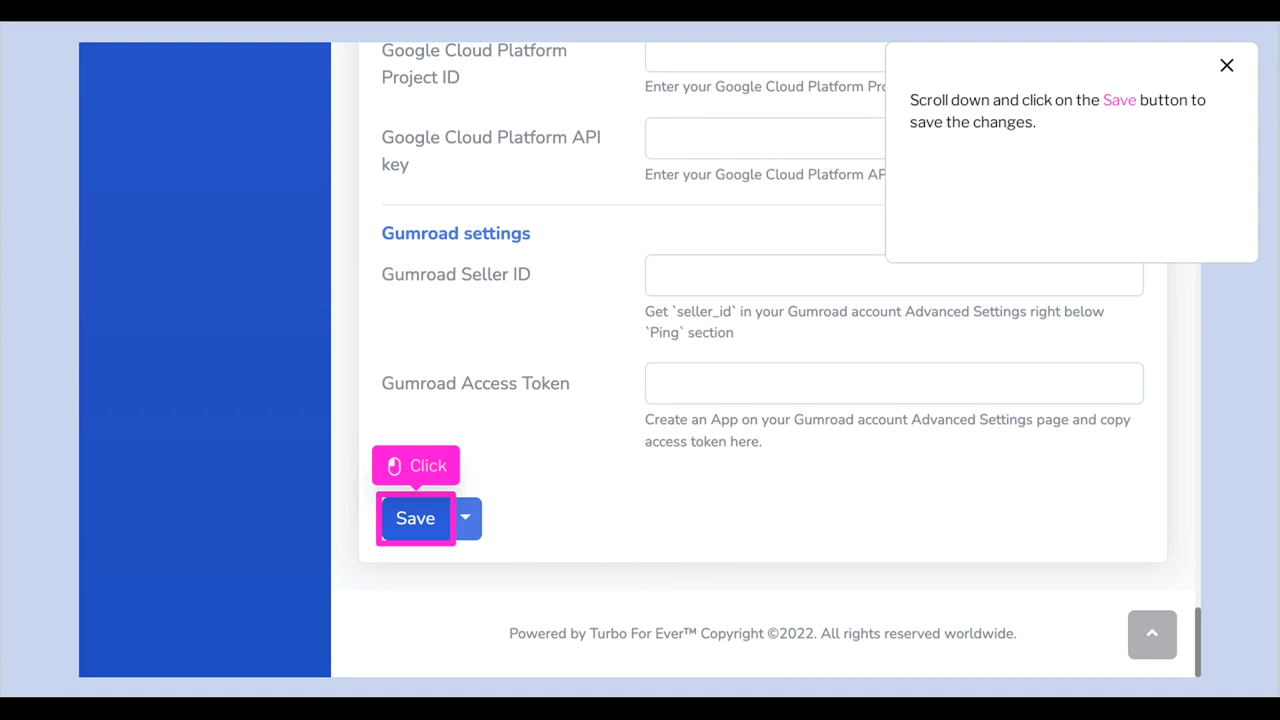 Google Cloud Platform
Project ID
Enter your Google Cloud Platform Pro
Google Cloud Platform API
key
Enter your Google Cloud Platform AP
Scroll down and click on the Save button to
save the changes.
Gumroad settings
Gumroad Seller ID
Get `seller_id` in your Gumroad account Advanced Settings right below
`Ping` section
Gumroad Access Token
Create an App on your Gumroad account Advanced Settings page and copy
access token here.
Click
Save
Powered by Turbo For Ever™ Copyright ©2022. All rights reserved worldwide.